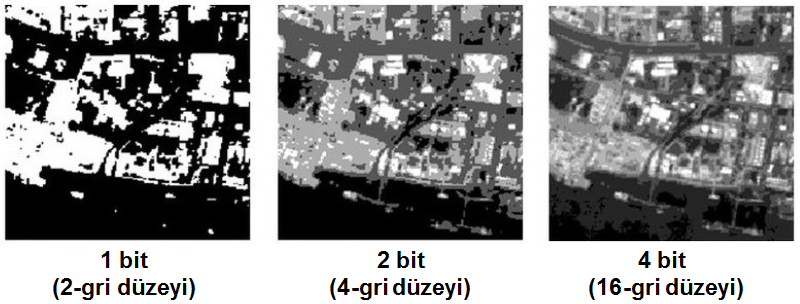 1 bit
(2-gri düzeyi)
2 bit
(4-gri düzeyi)
4 bit
(16-gri düzeyi)